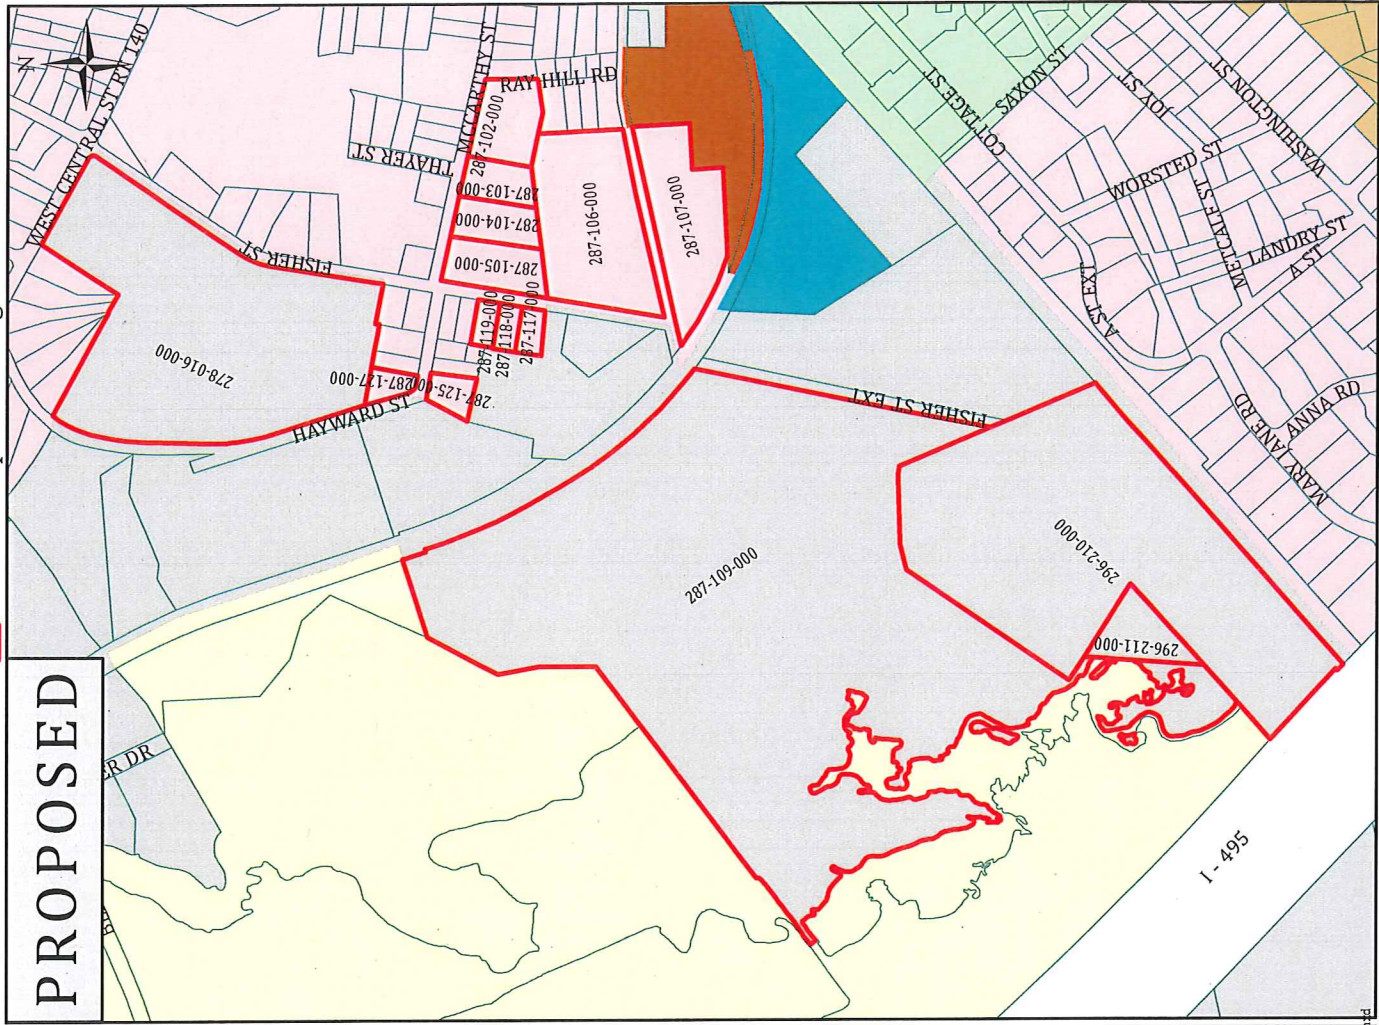 PROPOSED
N
WEST CENTRAL ST RN 140
MCCARTHY ST
RAY HILL RD
THAYER ST
FISHER ST
HAYWARD ST
FISHER ST EXT
COTTAGE ST
SAXON ST
JOY ST
WASHINGTON ST
WORSTED ST
METCALF ST
LANDRY ST
A ST
A ST EXT
MARY JANE RD
ANNA RD
ER DR
I - 495
278-016-000
287-102-000
287-103-000
287-104-000
287-105-000
287-106-000
287-107-000
287-119-000
287-118-000
287-117-000
287-127-000
287-125-000
287-109-000
296-210-000
296-211-000